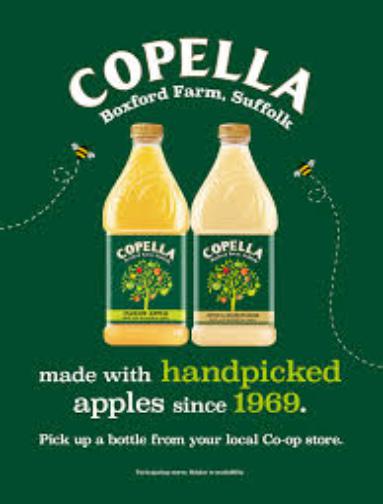 COPELLA
Boxford Farm, Suffolk
COPELLA
COPELLA
made with handpicked
apples since 1969.
Pick up a bottle from your local Co-op store.